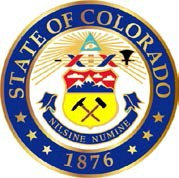 STATE OF COLORADO
NIL SINE NUMINE
1876